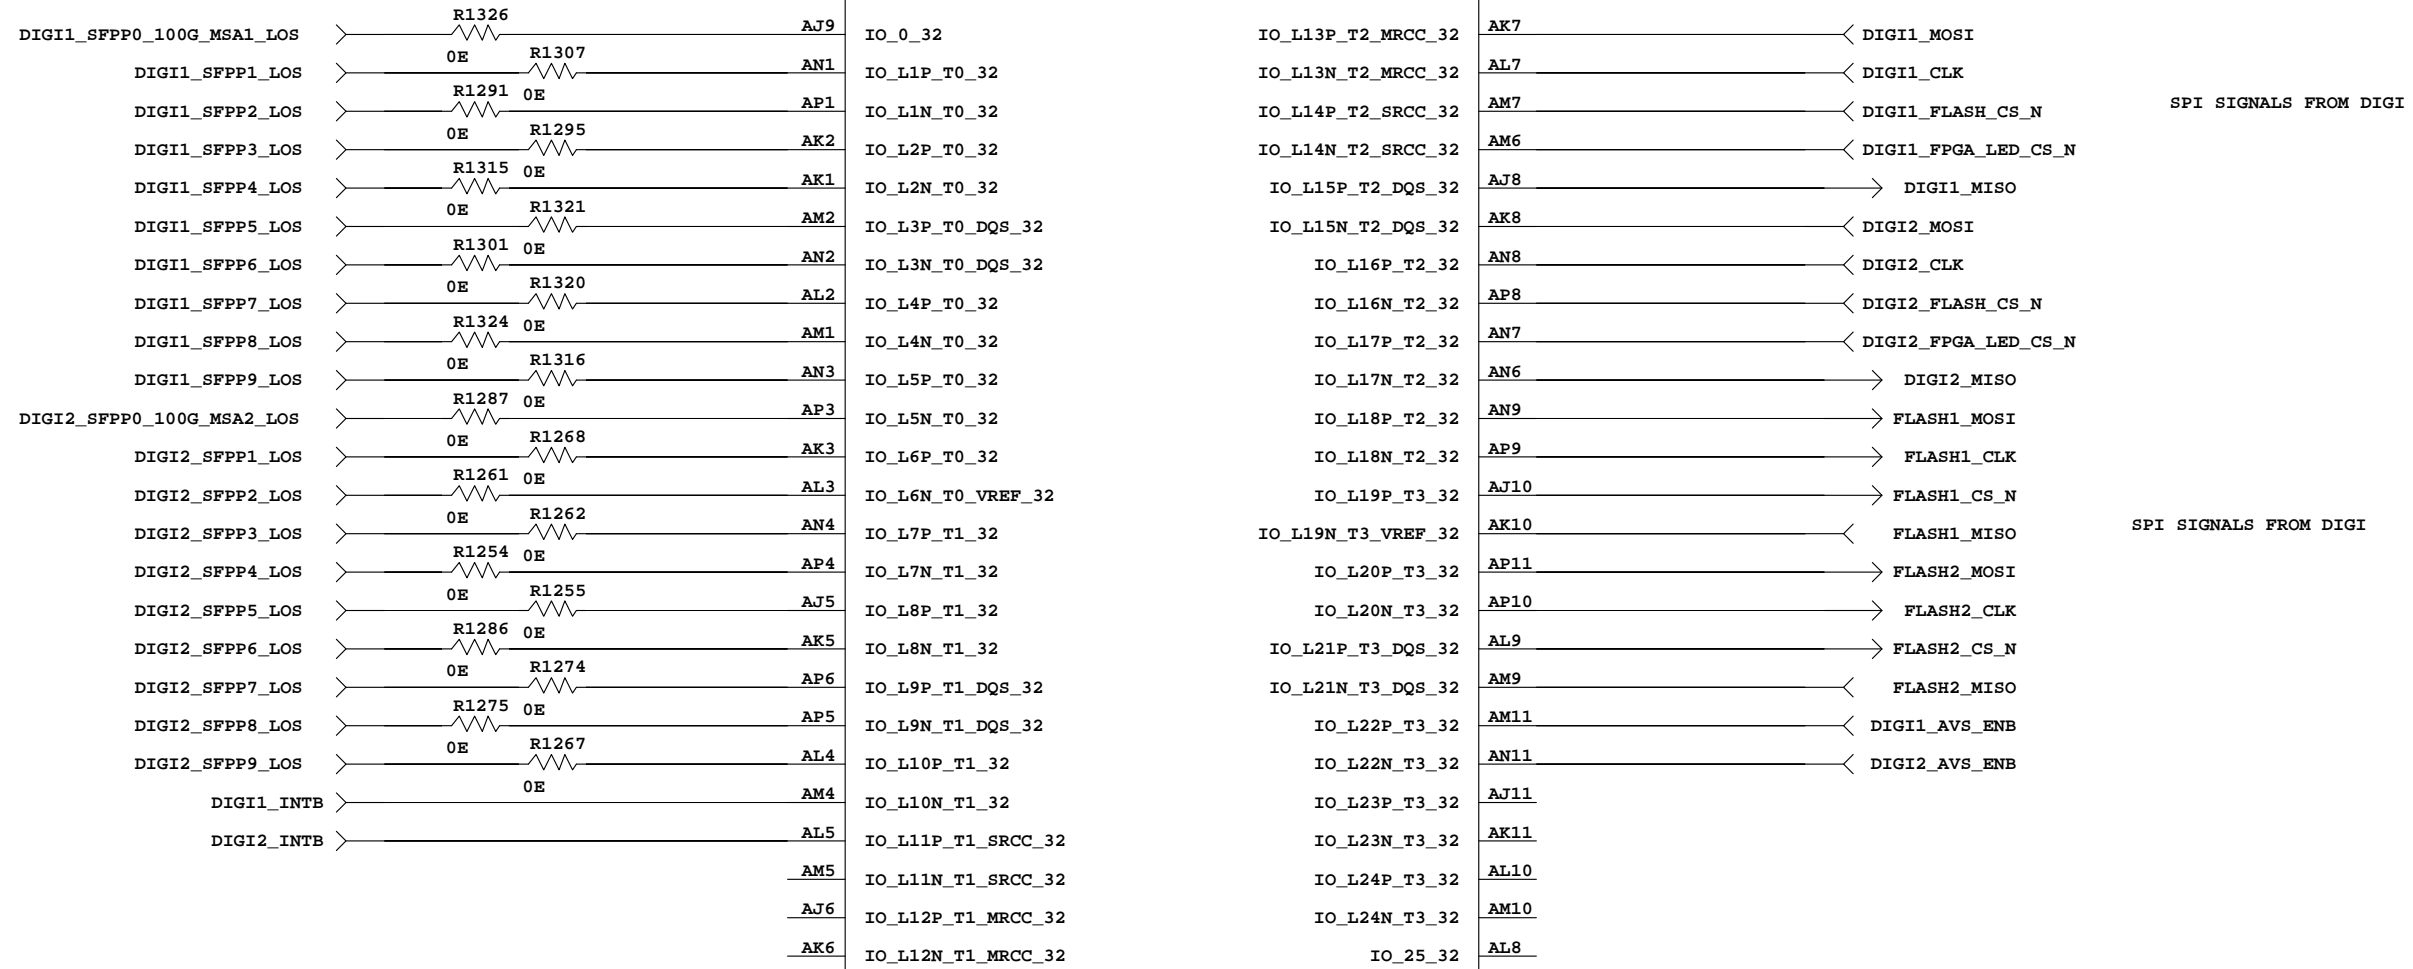 R1326
DIGI1_SFPP0_100G_MSA1_LOS AJ9 IO_0_32 IO_L13P_T2_MRCC_32 AK7 DIGI1_MOSI
0E R1307
DIGI1_SFPP1_LOS AN1 IO_L1P_T0_32 IO_L13N_T2_MRCC_32 AL7 DIGI1_CLK
R1291 0E
DIGI1_SFPP2_LOS AP1 IO_L1N_T0_32 IO_L14P_T2_SRCC_32 AM7 DIGI1_FLASH_CS_N SPI SIGNALS FROM DIGI
0E R1295
DIGI1_SFPP3_LOS AK2 IO_L2P_T0_32 IO_L14N_T2_SRCC_32 AM6 DIGI1_FPGA_LED_CS_N
R1315 0E
DIGI1_SFPP4_LOS AK1 IO_L2N_T0_32 IO_L15P_T2_DQS_32 AJ8 DIGI1_MISO
0E R1321
DIGI1_SFPP5_LOS AM2 IO_L3P_T0_DQS_32 IO_L15N_T2_DQS_32 AK8 DIGI2_MOSI
R1301 0E
DIGI1_SFPP6_LOS AN2 IO_L3N_T0_DQS_32 IO_L16P_T2_32 AN8 DIGI2_CLK
0E R1320
DIGI1_SFPP7_LOS AL2 IO_L4P_T0_32 IO_L16N_T2_32 AP8 DIGI2_FLASH_CS_N
R1324 0E
DIGI1_SFPP8_LOS AM1 IO_L4N_T0_32 IO_L17P_T2_32 AN7 DIGI2_FPGA_LED_CS_N
0E R1316
DIGI1_SFPP9_LOS AN3 IO_L5P_T0_32 IO_L17N_T2_32 AN6 DIGI2_MISO
R1287 0E
DIGI2_SFPP0_100G_MSA2_LOS AP3 IO_L5N_T0_32 IO_L18P_T2_32 AN9 FLASH1_MOSI
0E R1268
DIGI2_SFPP1_LOS AK3 IO_L6P_T0_32 IO_L18N_T2_32 AP9 FLASH1_CLK
R1261 0E
DIGI2_SFPP2_LOS AL3 IO_L6N_T0_VREF_32 IO_L19P_T3_32 AJ10 FLASH1_CS_N
0E R1262
DIGI2_SFPP3_LOS AN4 IO_L7P_T1_32 IO_L19N_T3_VREF_32 AK10 FLASH1_MISO SPI SIGNALS FROM DIGI
R1254 0E
DIGI2_SFPP4_LOS AP4 IO_L7N_T1_32 IO_L20P_T3_32 AP11 FLASH2_MOSI
0E R1255
DIGI2_SFPP5_LOS AJ5 IO_L8P_T1_32 IO_L20N_T3_32 AP10 FLASH2_CLK
R1286 0E
DIGI2_SFPP6_LOS AK5 IO_L8N_T1_32 IO_L21P_T3_DQS_32 AL9 FLASH2_CS_N
0E R1274
DIGI2_SFPP7_LOS AP6 IO_L9P_T1_DQS_32 IO_L21N_T3_DQS_32 AM9 FLASH2_MISO
R1275 0E
DIGI2_SFPP8_LOS AP5 IO_L9N_T1_DQS_32 IO_L22P_T3_32 AM11 DIGI1_AVS_ENB
0E R1267
DIGI2_SFPP9_LOS AL4 IO_L10P_T1_32 IO_L22N_T3_32 AN11 DIGI2_AVS_ENB
0E
DIGI1_INTB AM4 IO_L10N_T1_32 IO_L23P_T3_32 AJ11
DIGI2_INTB AL5 IO_L11P_T1_SRCC_32 IO_L23N_T3_32 AK11
AM5 IO_L11N_T1_SRCC_32 IO_L24P_T3_32 AL10
AJ6 IO_L12P_T1_MRCC_32 IO_L24N_T3_32 AM10
AK6 IO_L12N_T1_MRCC_32 IO_25_32 AL8